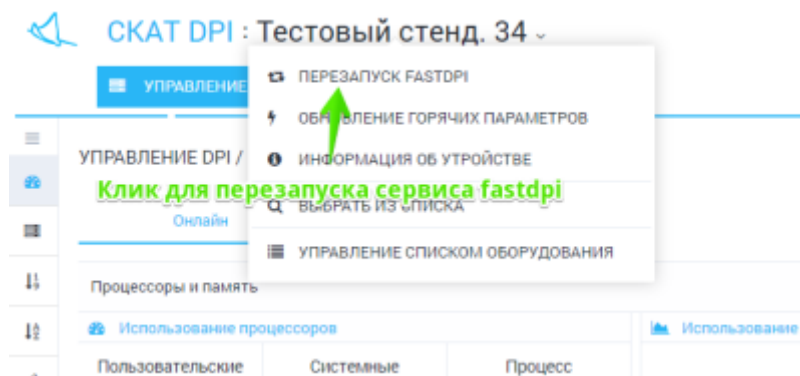 СКАТ DPI : Тестовый стенд. 34
УПРАВЛЕНИЕ
ПЕРЕЗАПУСК FASTDPI
ОБНОВЛЕНИЕ ГОРЯЧИХ ПАРАМЕТРОВ
УПРАВЛЕНИЕ DPI /
ИНФОРМАЦИЯ ОБ УТРОЙСТВЕ
Клик для перезапуска сервиса fastdpi
ВЫБРАТЬ ИЗ СПИСКА
Онлайн
УПРАВЛЕНИЕ СПИСКОМ ОБОРУДОВАНИЯ
Процессоры и память
Использование процессоров
Использование
Пользовательские Системные Процесс